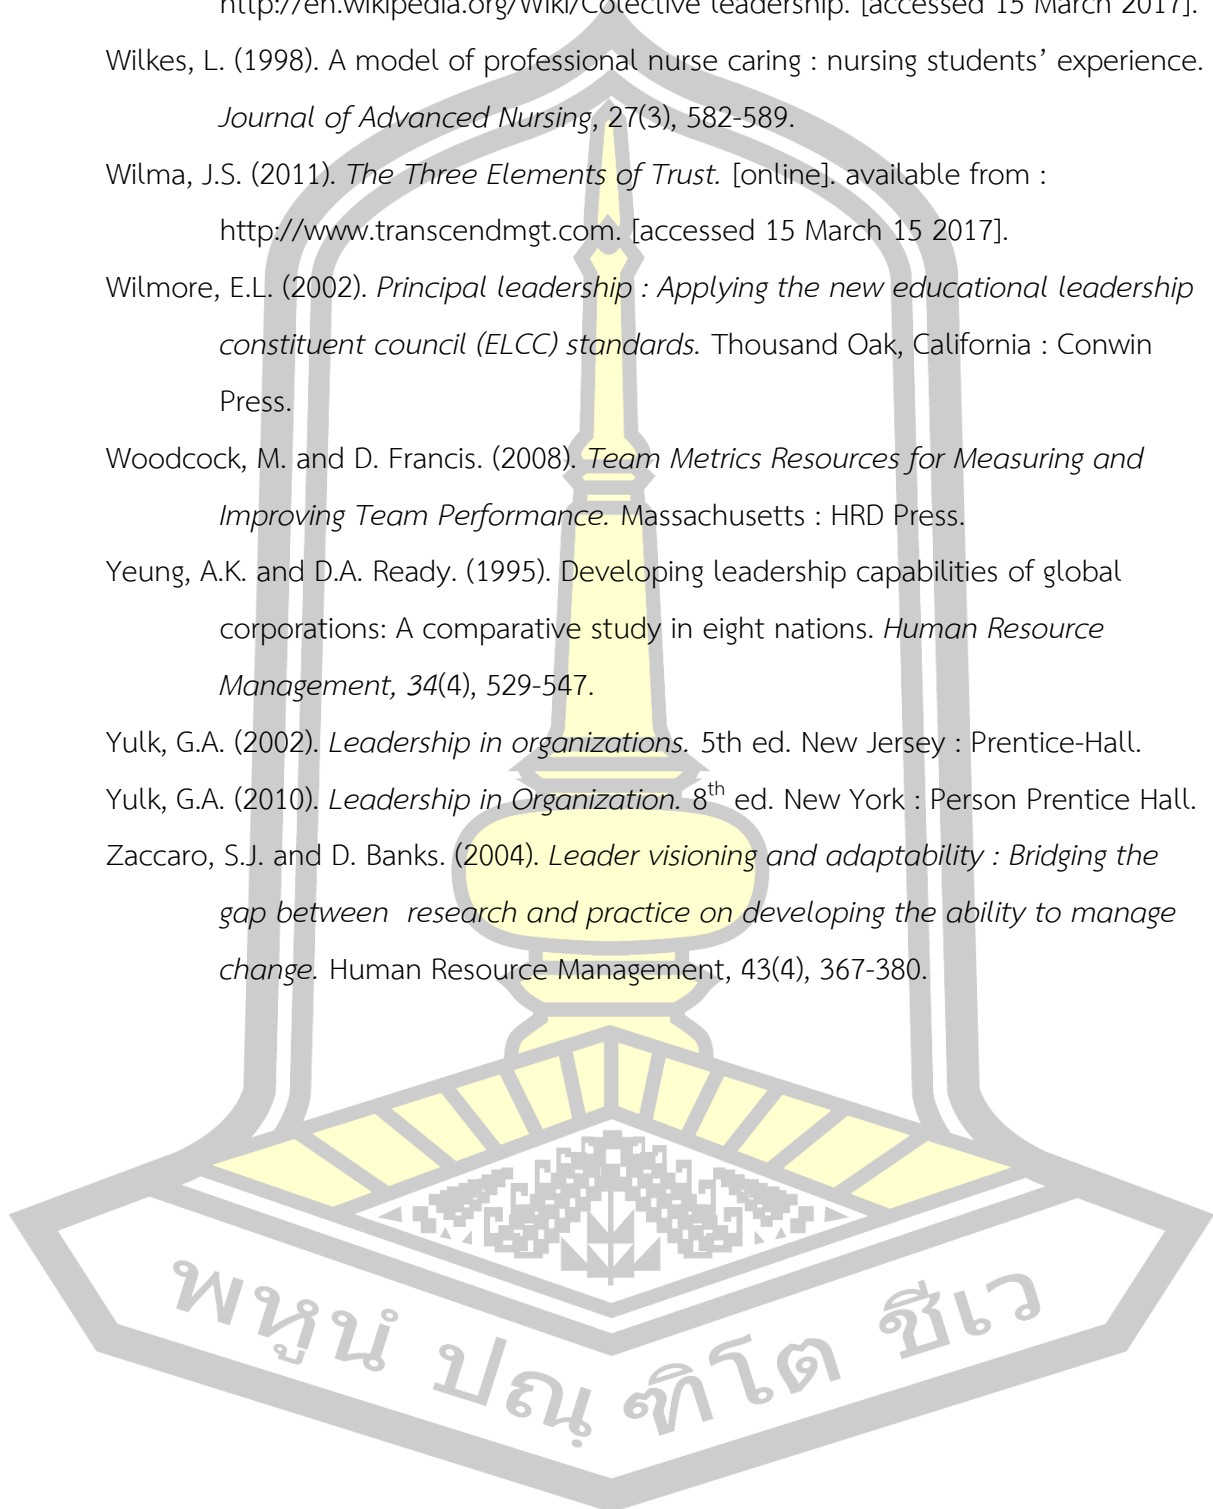 http://en.wikipedia.org/Wiki/Colective leadership. [accessed 15 March 2017].
Wilkes, L. (1998). A model of professional nurse caring : nursing students’ experience.
Journal of Advanced Nursing, 27(3), 582-589.
Wilma, J.S. (2011). The Three Elements of Trust. [online]. available from :
http://www.transcendmgt.com. [accessed 15 March 15 2017].
Wilmore, E.L. (2002). Principal leadership : Applying the new educational leadership
constituent council (ELCC) standards. Thousand Oak, California : Conwin
Press.
Woodcock, M. and D. Francis. (2008). Team Metrics Resources for Measuring and
Improving Team Performance. Massachusetts : HRD Press.
Yeung, A.K. and D.A. Ready. (1995). Developing leadership capabilities of global
corporations: A comparative study in eight nations. Human Resource
Management, 34(4), 529-547.
Yulk, G.A. (2002). Leadership in organizations. 5th ed. New Jersey : Prentice-Hall.
Yulk, G.A. (2010). Leadership in Organization. 8th ed. New York : Person Prentice Hall.
Zaccaro, S.J. and D. Banks. (2004). Leader visioning and adaptability : Bridging the
gap between research and practice on developing the ability to manage
change. Human Resource Management, 43(4), 367-380.
พหูนํ ปณฺฑิโต ชีเว